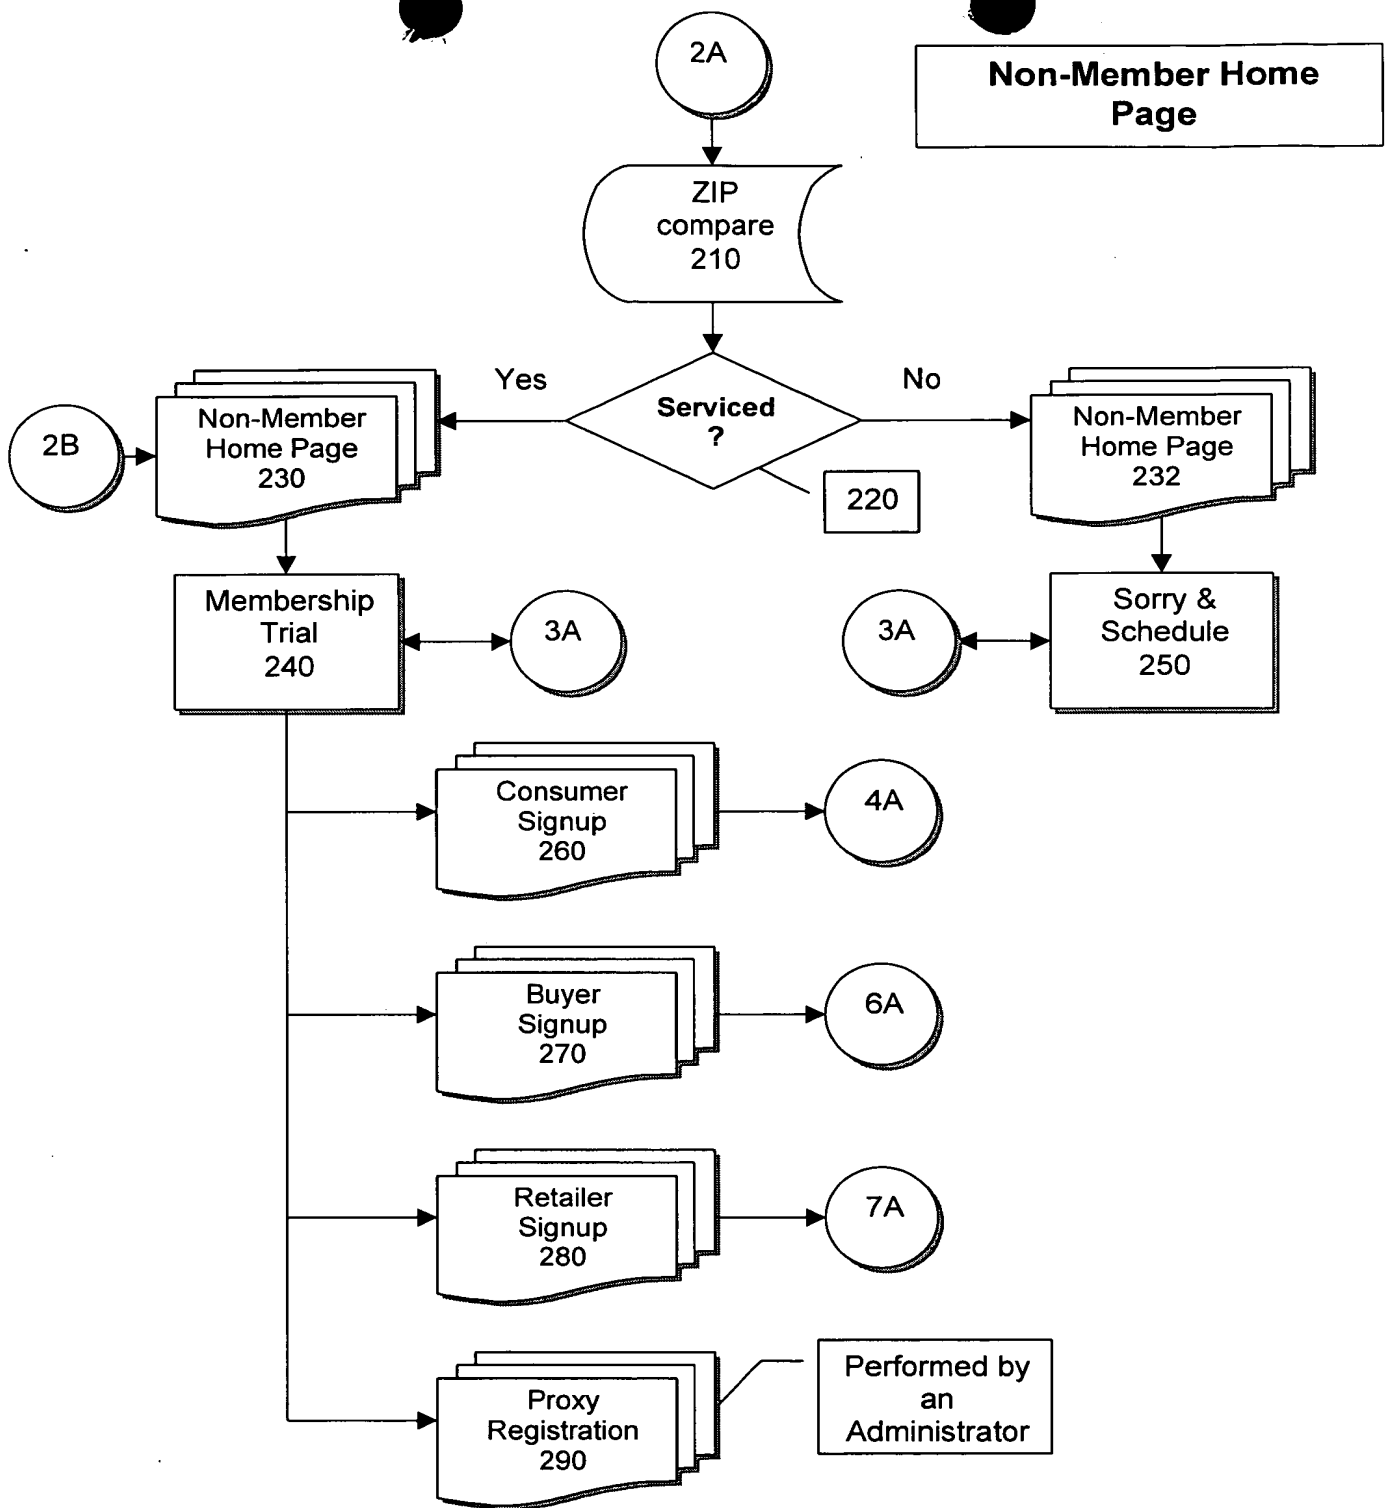 2A
Non-Member Home
Page
ZIP
compare
210
Yes
No
Serviced
?
220
2B
Non-Member
Home Page
230
Non-Member
Home Page
232
Membership
Trial
240
3A
3A
Sorry &
Schedule
250
Consumer
Signup
260
4A
Buyer
Signup
270
6A
Retailer
Signup
280
7A
Proxy
Registration
290
Performed by
an
Administrator